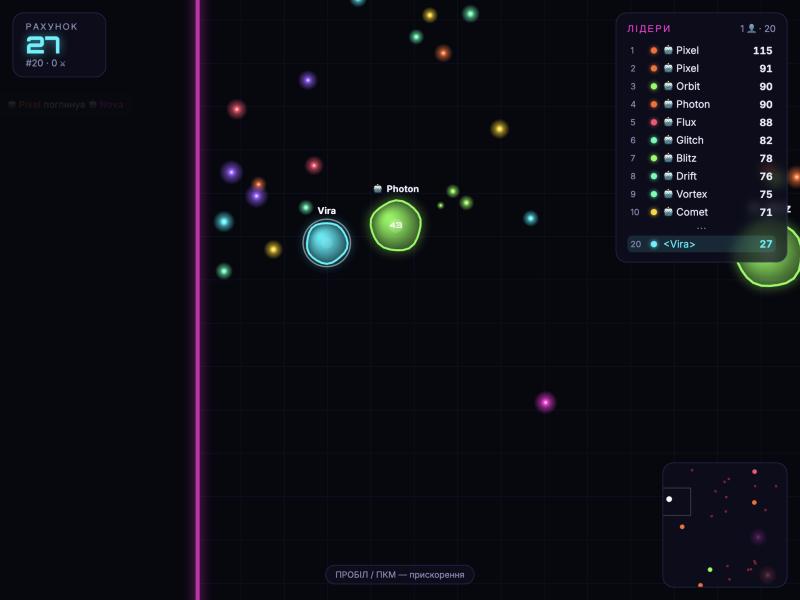 РАХУНОК
27
#20 · 0 ⚔
🤖 Pixel поглинув 🤖 Nova
Vira
🤖 Photon
43
ЛІДЕРИ 1 👤 · 20
1 🤖 Pixel 115
2 🤖 Pixel 91
3 🤖 Orbit 90
4 🤖 Photon 90
5 🤖 Flux 88
6 🤖 Glitch 82
7 🤖 Blitz 78
8 🤖 Drift 76
9 🤖 Vortex 75
10 🤖 Comet 71
...
20 <Vira> 27
ПРОБІЛ / ПКМ — прискорення